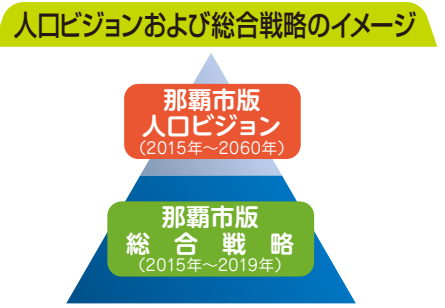 人口ビジョンおよび総合戦略のイメージ
那覇市版
人口ビジョン
（2015年〜2060年）
那覇市版
総合戦略
（2015年〜2019年）